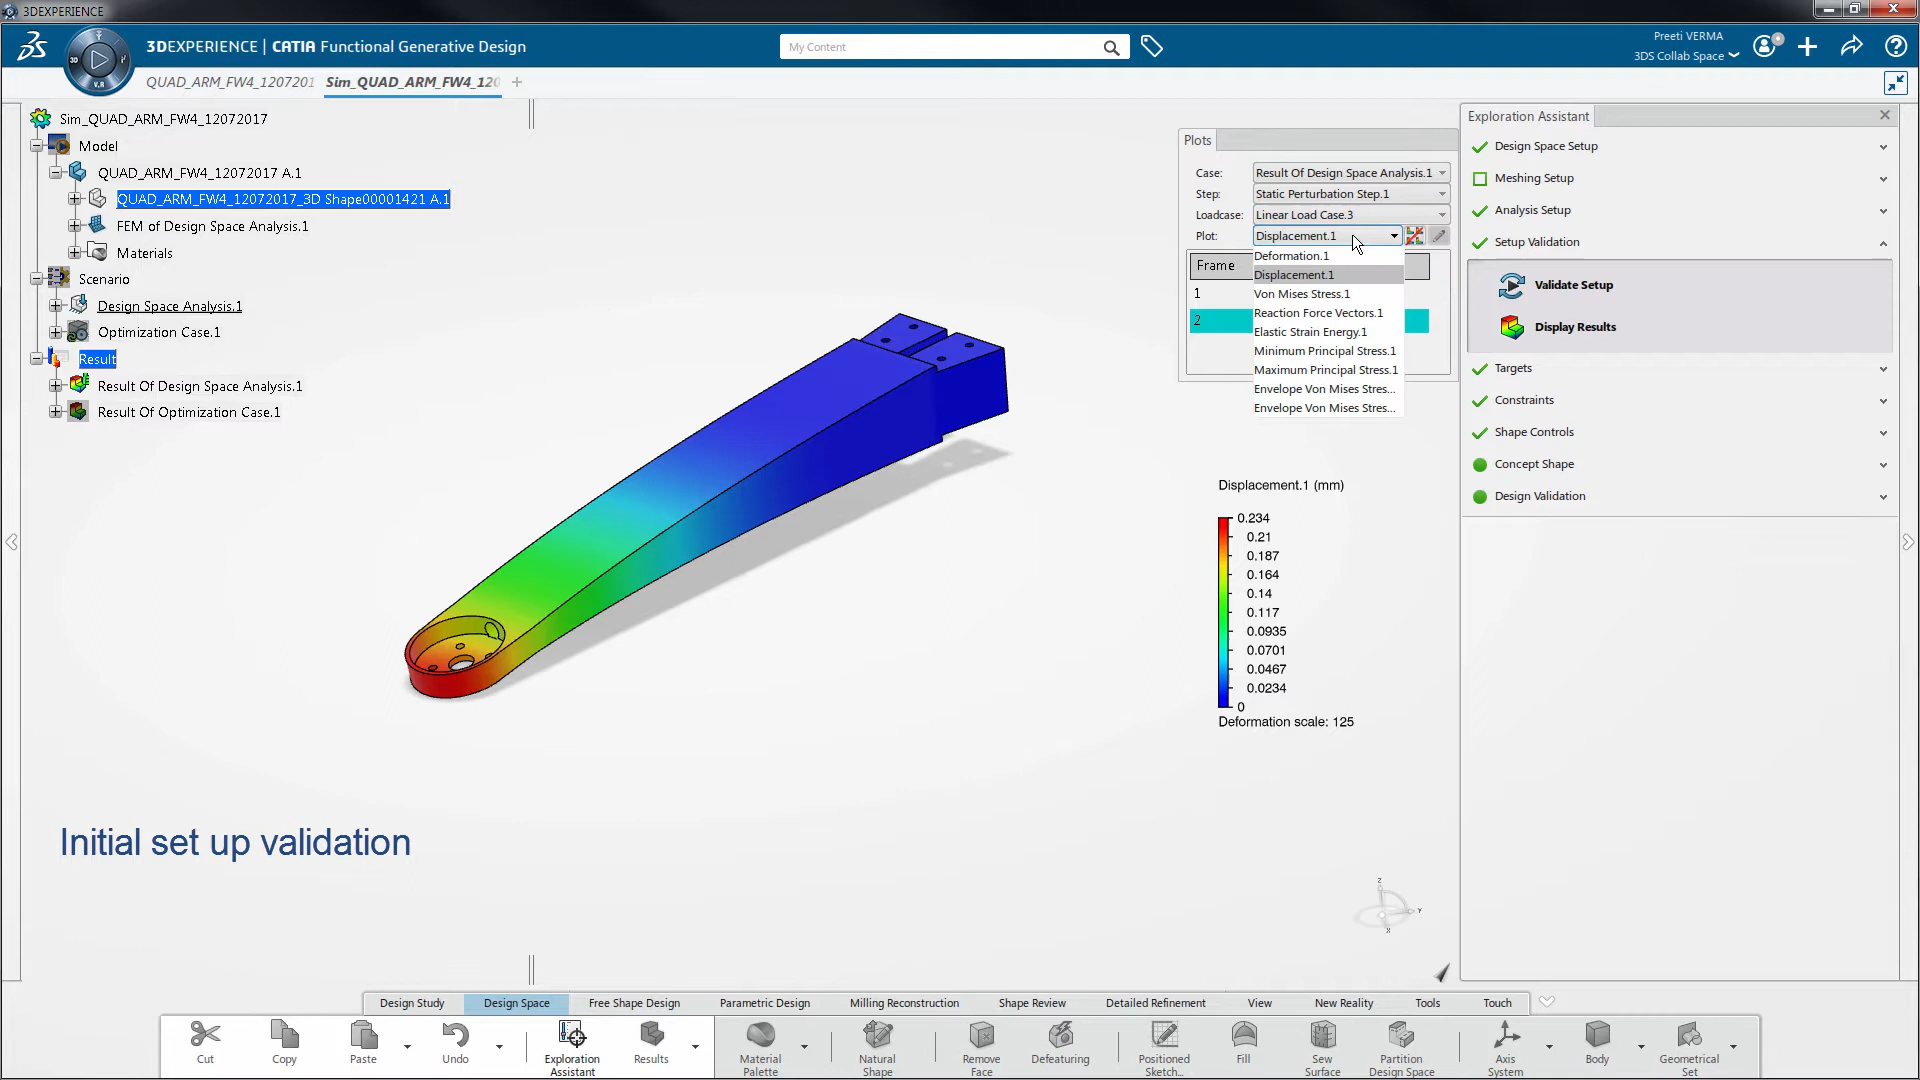 3DEXPERIENCE
3DEXPERIENCE | CATIA Functional Generative Design
My Content
Preeti VERMA
3DS Collab Space
3D
V.R
QUAD_ARM_FW4_1207201
Sim_QUAD_ARM_FW4_120
+
Sim_QUAD_ARM_FW4_12072017
Model
QUAD_ARM_FW4_12072017 A.1
QUAD_ARM_FW4_12072017_3D Shape00001421 A.1
FEM of Design Space Analysis.1
Materials
Scenario
Design Space Analysis.1
Optimization Case.1
Result
Result Of Design Space Analysis.1
Result Of Optimization Case.1
Plots
Case: Result Of Design Space Analysis.1
Step: Static Perturbation Step.1
Loadcase: Linear Load Case.3
Plot: Displacement.1
Frame
1
2
Deformation.1
Displacement.1
Von Mises Stress.1
Reaction Force Vectors.1
Elastic Strain Energy.1
Minimum Principal Stress.1
Maximum Principal Stress.1
Envelope Von Mises Stres...
Envelope Von Mises Stres...
Exploration Assistant
Design Space Setup
Meshing Setup
Analysis Setup
Setup Validation
Validate Setup
Display Results
Targets
Constraints
Shape Controls
Concept Shape
Design Validation
Displacement.1 (mm)
0.234
0.21
0.187
0.164
0.14
0.117
0.0935
0.0701
0.0467
0.0234
0
Deformation scale: 125
Initial set up validation
Z
Y
X
Design Study
Design Space
Free Shape Design
Parametric Design
Milling Reconstruction
Shape Review
Detailed Refinement
View
New Reality
Tools
Touch
Cut
Copy
Paste
Undo
Exploration Assistant
Results
Material Palette
Natural Shape
Remove Face
Defeaturing
Positioned Sketch...
Fill
Sew Surface
Partition Design Space
Axis System
Body
Geometrical Set